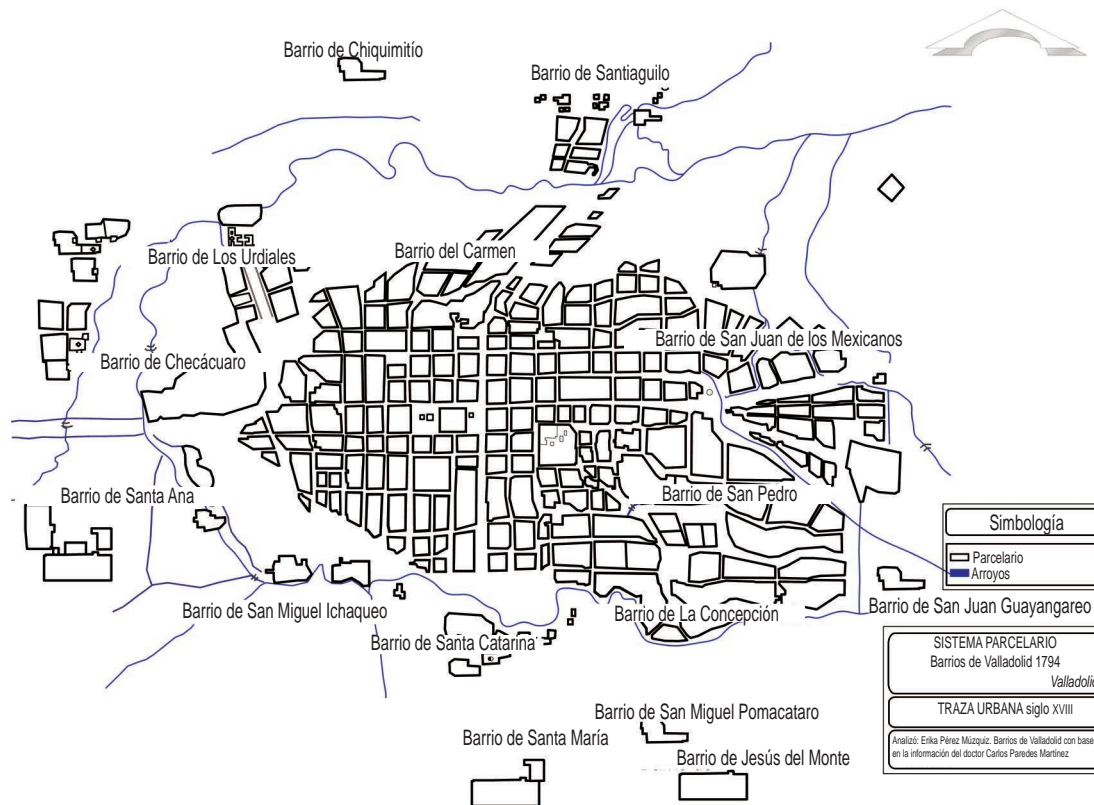 Barrio de Chiquimitío
Barrio de Santiaguilo
Barrio de Los Urdiales
Barrio del Carmen
Barrio de San Juan de los Mexicanos
Barrio de Checácuaro
Barrio de Santa Ana
Barrio de San Pedro
Simbología
Parcelario
Arroyos
Barrio de San Miguel Ichaqueo
Barrio de La Concepción
Barrio de San Juan Guayangareo
Barrio de Santa Catarina
SISTEMA PARCELARIO
Barrios de Valladolid 1794
Valladolid
TRAZA URBANA siglo XVIII
Analizó: Erika Pérez Múzquiz. Barrios de Valladolid con base
en la información del doctor Carlos Paredes Martínez
Barrio de San Miguel Pomacataro
Barrio de Santa María
Barrio de Jesús del Monte